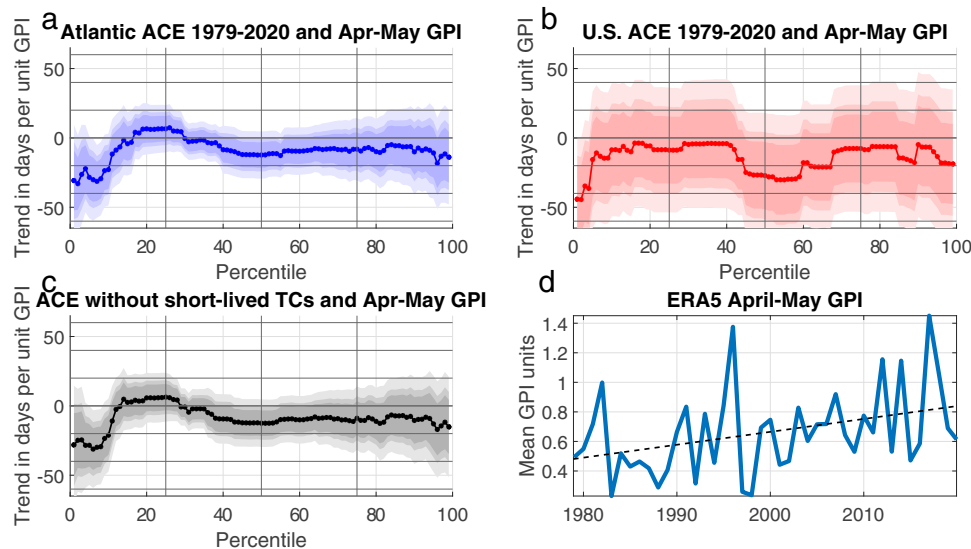 a
Atlantic ACE 1979-2020 and Apr-May GPI
Trend in days per unit GPI
50
0
-50
0 20 40 60 80 100
Percentile
b
U.S. ACE 1979-2020 and Apr-May GPI
Trend in days per unit GPI
50
0
-50
0 20 40 60 80 100
Percentile
c
ACE without short-lived TCs and Apr-May GPI
Trend in days per unit GPI
50
0
-50
0 20 40 60 80 100
Percentile
d
ERA5 April-May GPI
Mean GPI units
1.4
1.2
1
0.8
0.6
0.4
1980 1990 2000 2010